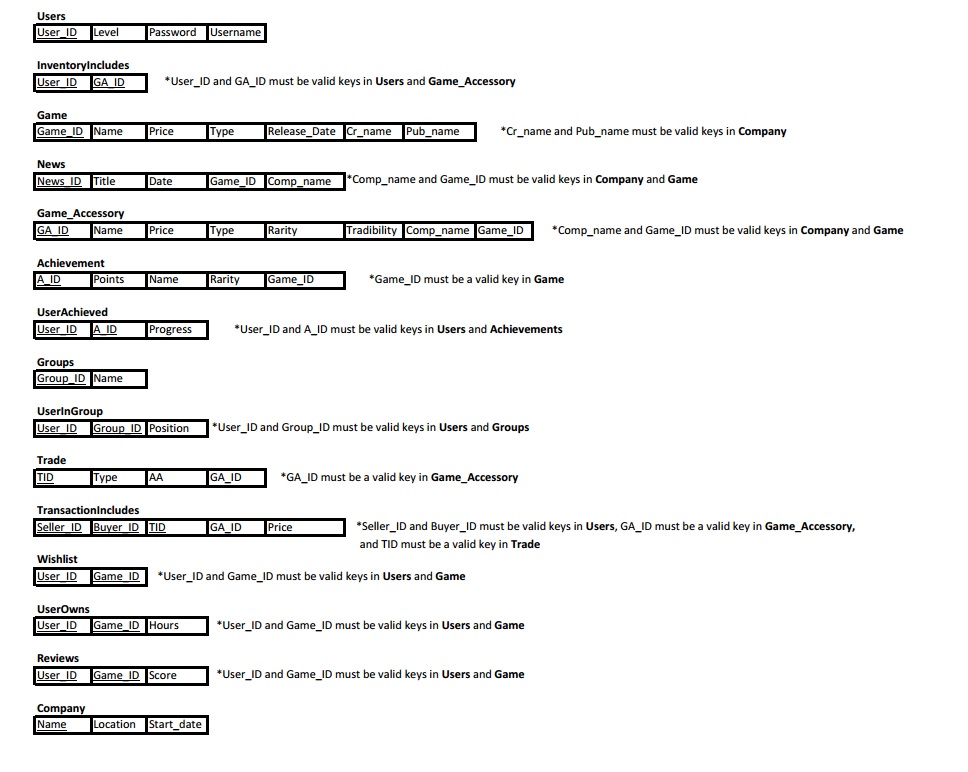 Users
User_ID Level Password Username
InventoryIncludes
User_ID GA_ID *User_ID and GA_ID must be valid keys in Users and Game_Accessory
Game
Game_ID Name Price Type Release_Date Cr_name Pub_name *Cr_name and Pub_name must be valid keys in Company
News
News_ID Title Date Game_ID Comp_name *Comp_name and Game_ID must be valid keys in Company and Game
Game_Accessory
GA_ID Name Price Type Rarity Tradibility Comp_name Game_ID *Comp_name and Game_ID must be valid keys in Company and Game
Achievement
A_ID Points Name Rarity Game_ID *Game_ID must be a valid key in Game
UserAchieved
User_ID A_ID Progress *User_ID and A_ID must be valid keys in Users and Achievements
Groups
Group_ID Name
UserInGroup
User_ID Group_ID Position *User_ID and Group_ID must be valid keys in Users and Groups
Trade
TID Type AA GA_ID *GA_ID must be a valid key in Game_Accessory
TransactionIncludes
Seller_ID Buyer_ID TID GA_ID Price *Seller_ID and Buyer_ID must be valid keys in Users, GA_ID must be a valid key in Game_Accessory,
and TID must be a valid key in Trade
Wishlist
User_ID Game_ID *User_ID and Game_ID must be valid keys in Users and Game
UserOwns
User_ID Game_ID Hours *User_ID and Game_ID must be valid keys in Users and Game
Reviews
User_ID Game_ID Score *User_ID and Game_ID must be valid keys in Users and Game
Company
Name Location Start_date